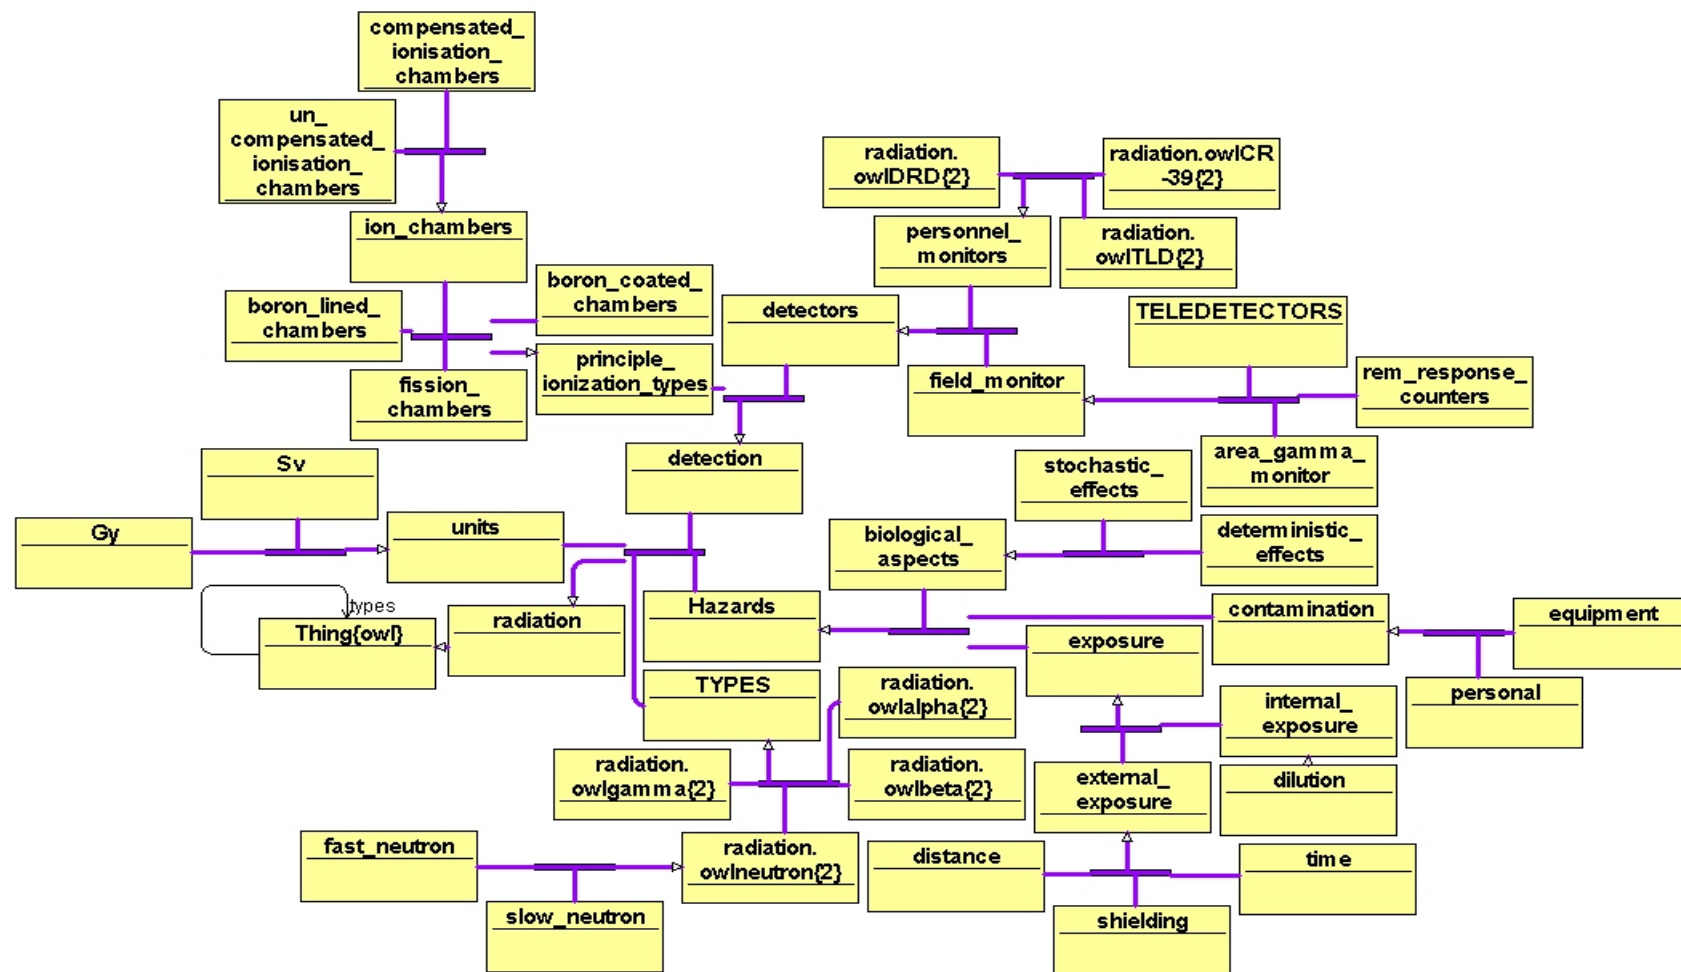 compensated_
ionisation_
chambers
un_
compensated_
ionisation_
chambers
radiation.
owlDRD{2}
radiation.owlCR
-39{2}
ion_chambers
personnel_
monitors
radiation.
owlTLD{2}
boron_lined_
chambers
boron_coated_
chambers
detectors
TELEDETECTORS
fission_
chambers
principle_
ionization_types
field_monitor
rem_response_
counters
detection
stochastic_
effects
area_gamma_
monitor
Sv
Gy
units
biological_
aspects
deterministic_
effects
types
Thing{owl}
radiation
Hazards
exposure
contamination
equipment
TYPES
radiation.
owlalpha{2}
internal_
exposure
personal
radiation.
owlgamma{2}
radiation.
owlbeta{2}
external_
exposure
dilution
fast_neutron
radiation.
owlneutron{2}
distance
time
slow_neutron
shielding